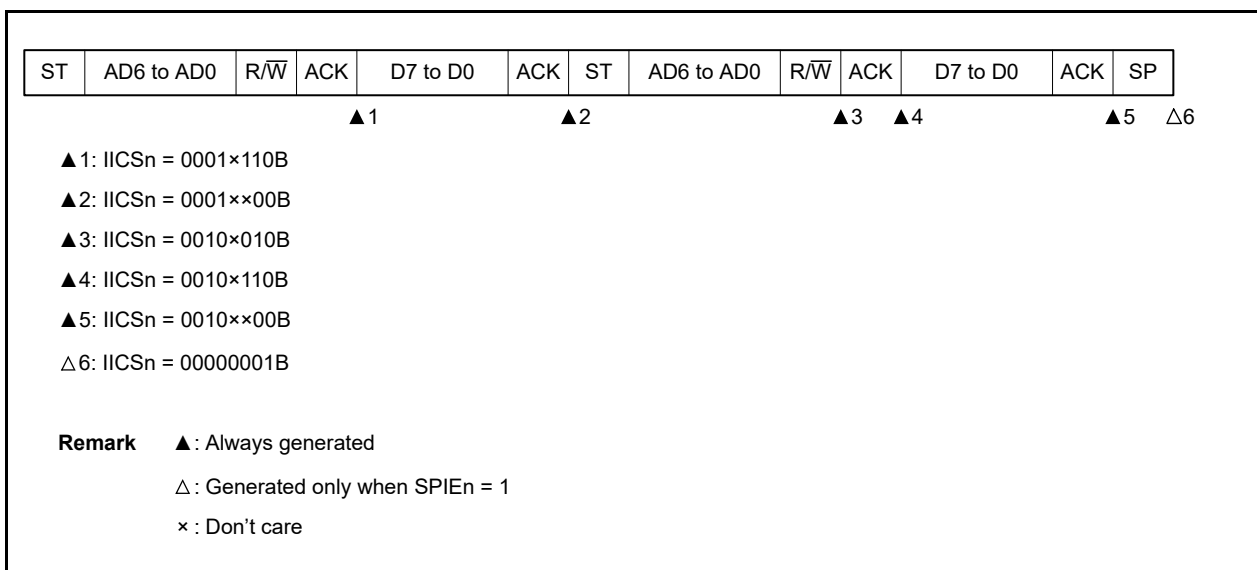 ST AD6 to AD0 R/W̅ ACK D7 to D0 ACK ST AD6 to AD0 R/W̅ ACK D7 to D0 ACK SP
▲1 ▲2 ▲3 ▲4 ▲5 △6
▲1: IICSn = 0001×110B
▲2: IICSn = 0001××00B
▲3: IICSn = 0010×010B
▲4: IICSn = 0010×110B
▲5: IICSn = 0010××00B
△6: IICSn = 00000001B
Remark ▲: Always generated
△: Generated only when SPIEn = 1
×: Don't care